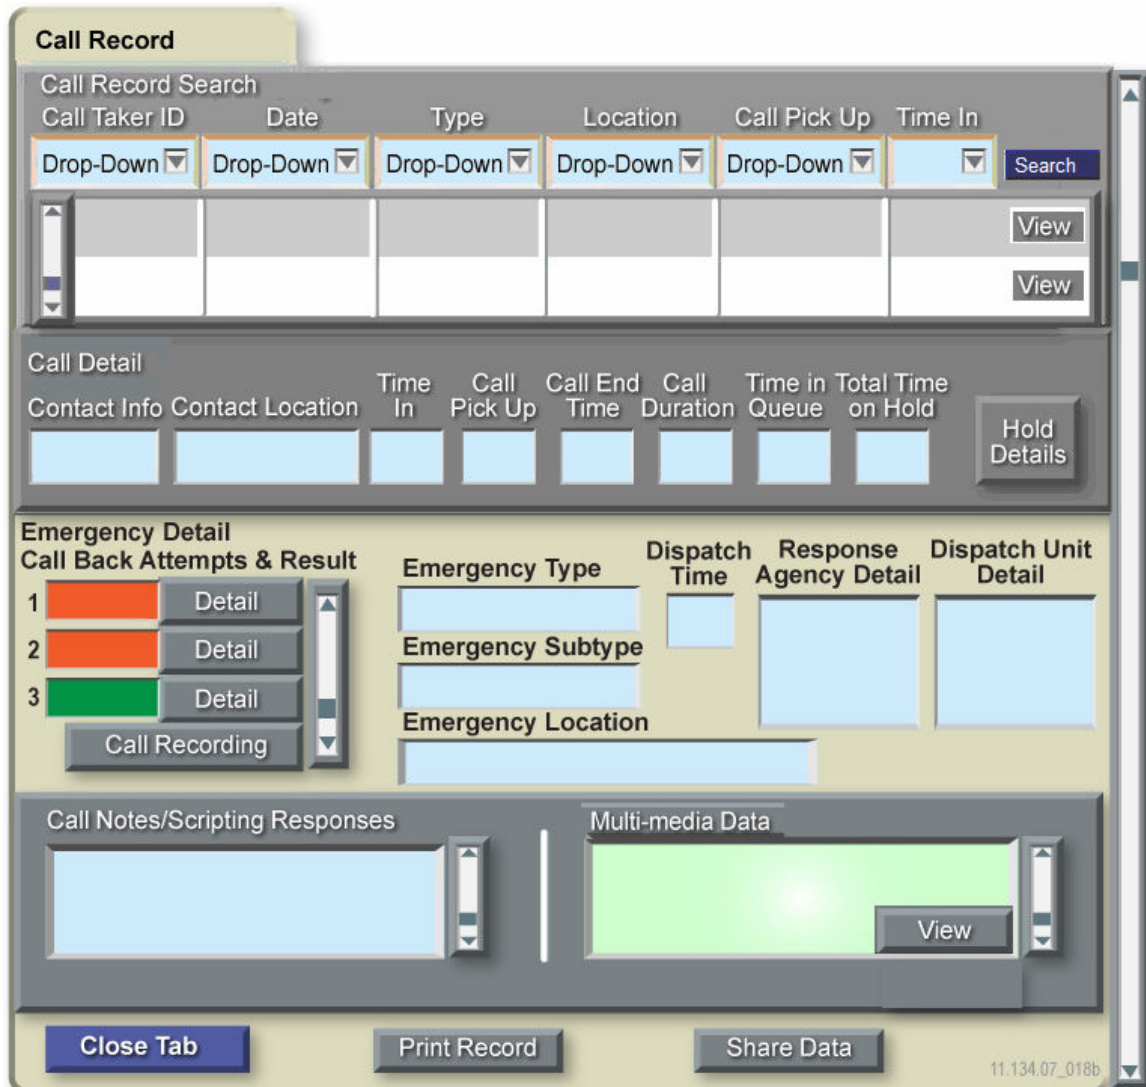 Call Record
Call Record Search
Call Taker ID Date Type Location Call Pick Up Time In
Drop-Down Drop-Down Drop-Down Drop-Down Drop-Down Search
View
View
Call Detail
Contact Info Contact Location Time In Call Pick Up Call End Time Call Duration Time in Queue Total Time on Hold
Hold Details
Emergency Detail
Call Back Attempts & Result
1 Detail
2 Detail
3 Detail
Call Recording
Emergency Type
Emergency Subtype
Emergency Location
Dispatch Time
Response Agency Detail
Dispatch Unit Detail
Call Notes/Scripting Responses
Multi-media Data
View
Close Tab Print Record Share Data
11.134.07_018b